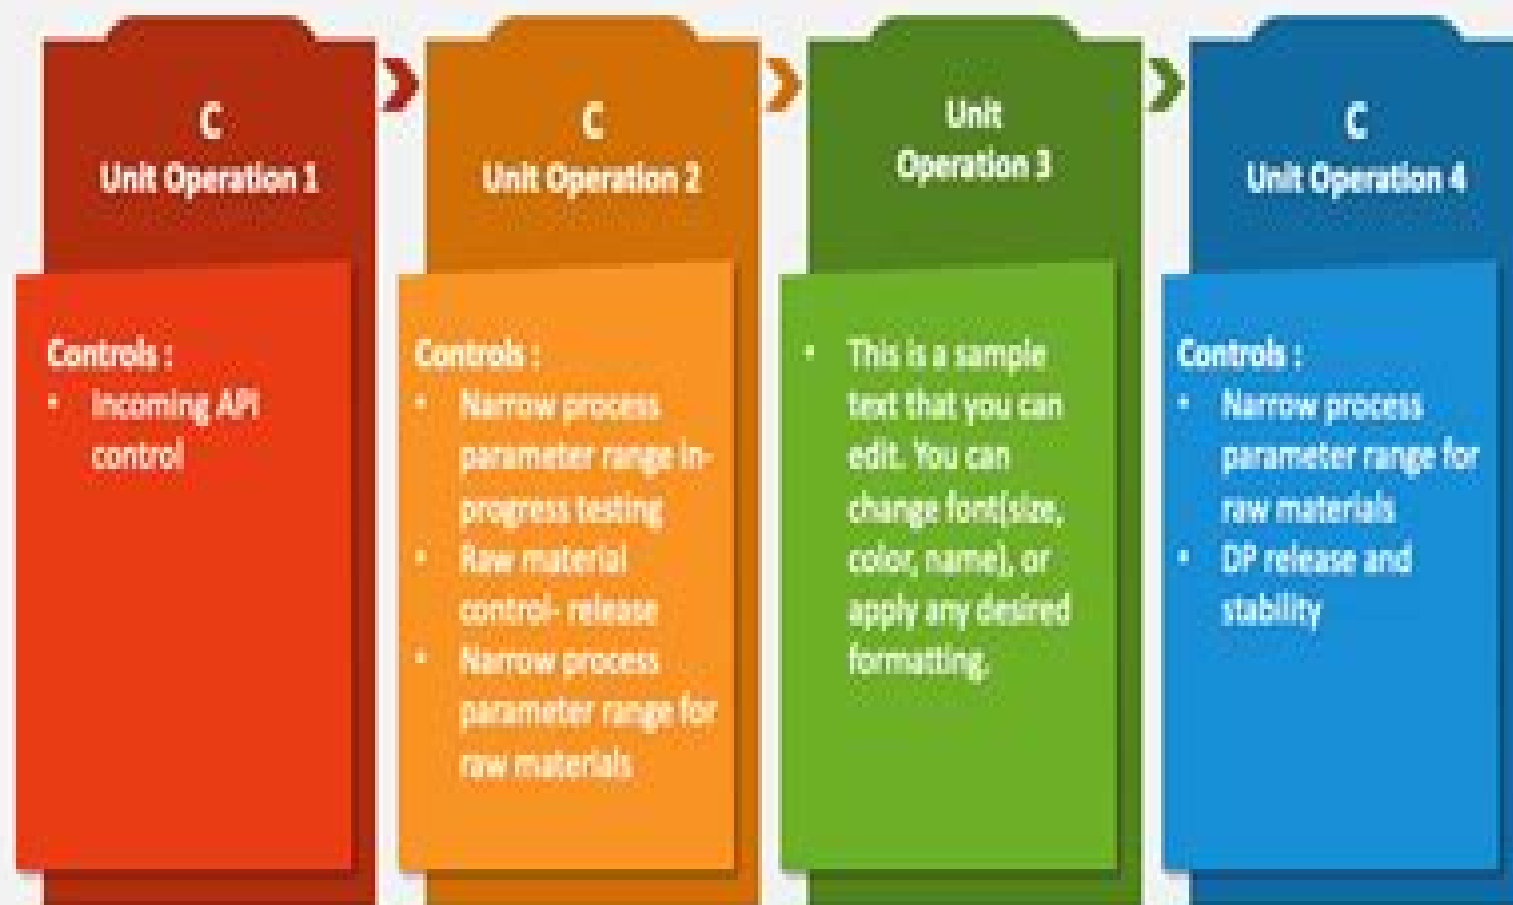 C
Unit Operation 1
Controls :
• Incoming API
control
C
Unit Operation 2
Controls :
• Narrow process
parameter range in-
progress testing
• Raw material
control- release
• Narrow process
parameter range for
raw materials
Unit
Operation 3
• This is a sample
text that you can
edit. You can
change font(size,
color, name), or
apply any desired
formatting.
C
Unit Operation 4
Controls :
• Narrow process
parameter range for
raw materials
• DP release and
stability